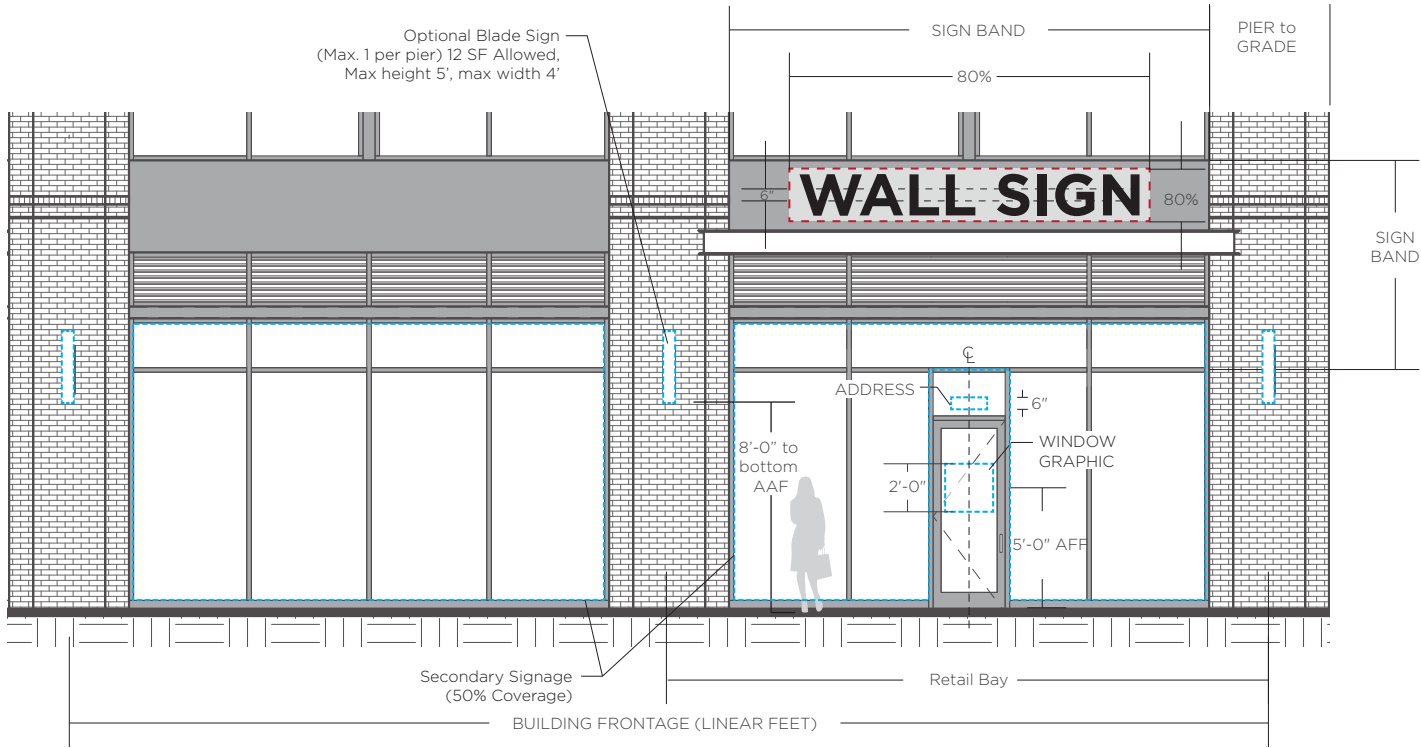 Optional Blade Sign
(Max. 1 per pier) 12 SF Allowed,
Max height 5’, max width 4’
SIGN BAND
PIER to
GRADE
80%
6"
WALL SIGN
80%
SIGN
BAND
℄
ADDRESS
6"
8’-0” to
bottom
AAF
WINDOW
GRAPHIC
2'-0"
5'-0" AFF
Secondary Signage
(50% Coverage)
Retail Bay
BUILDING FRONTAGE (LINEAR FEET)